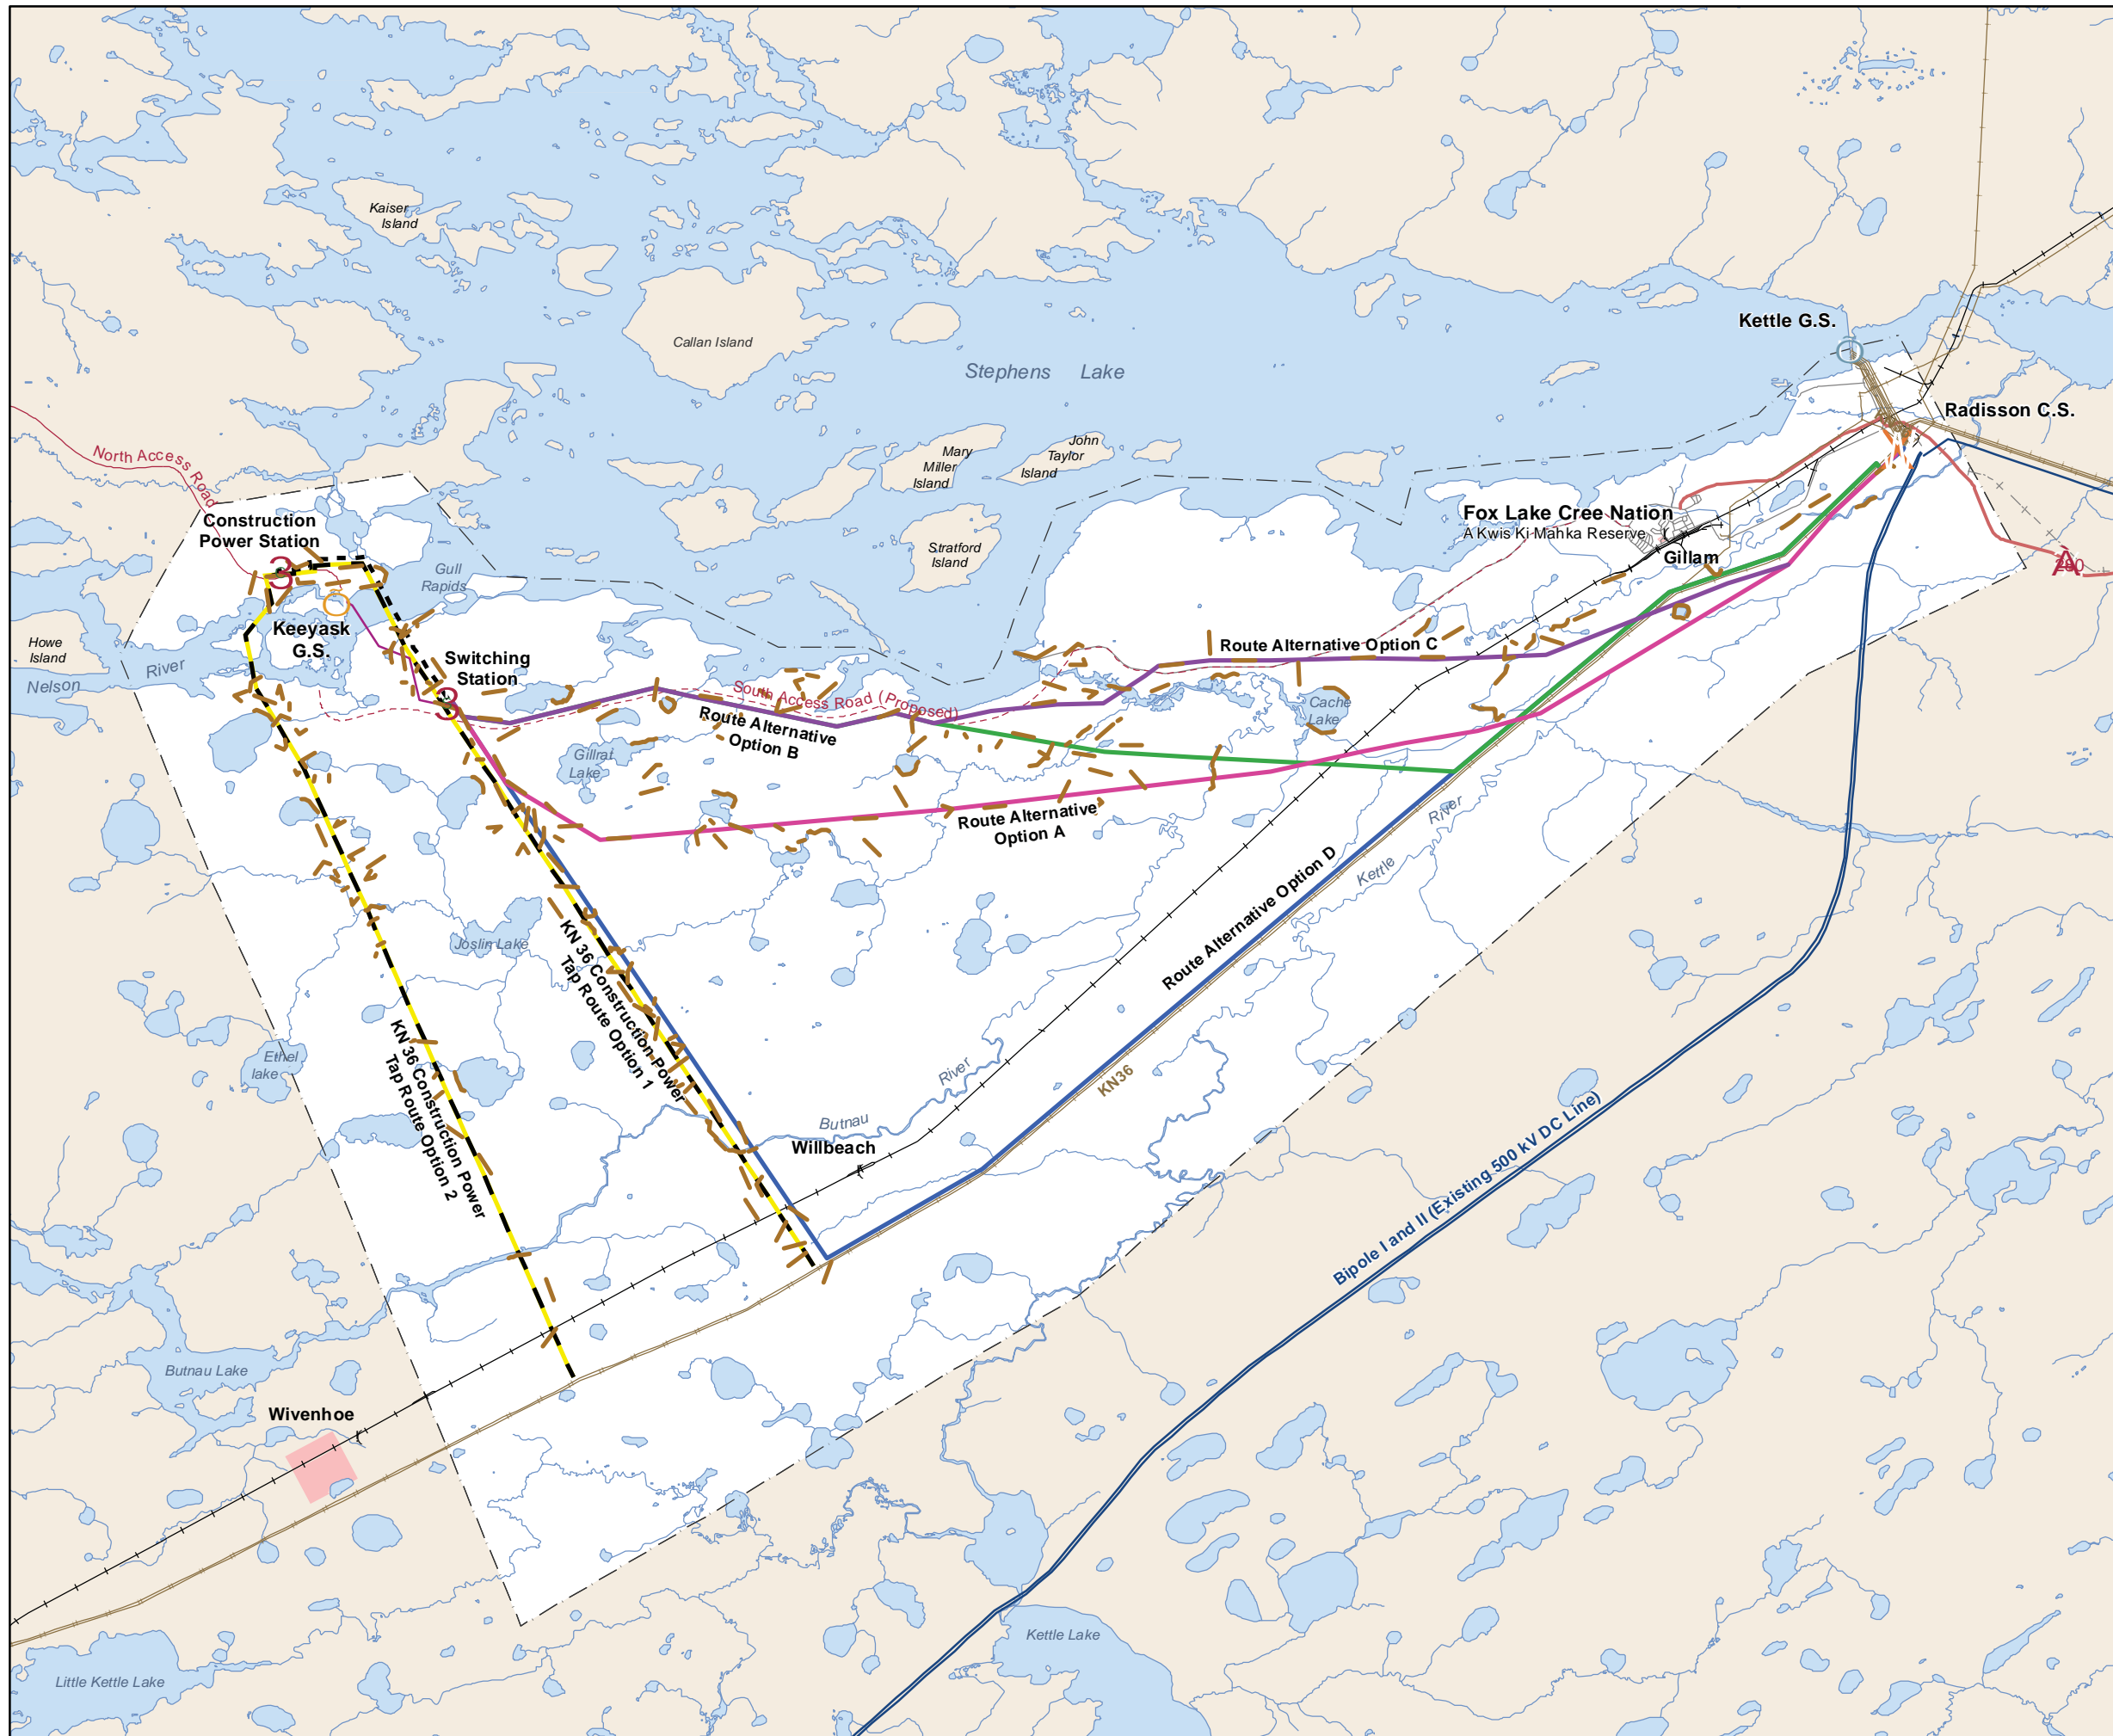 Kaiser
Island
Callan Island
Stephens Lake
Kettle G.S.
Radisson C.S.
Mary
Miller
Island
John
Taylor
Island
Stratford
Island
North Access Road
Construction
Power Station
3
Gull
Rapids
Fox Lake Cree Nation
A Kwis Ki Mahka Reserve
Gillam
280
Howe
Island
Nelson
River
Keeyask
G.S.
Switching
Station
3
South Access Road (Proposed)
Route Alternative Option C
Route Alternative
Option B
Cache
Lake
Gillrat
Lake
Route Alternative
Option A
River
Kettle
Route Alternative Option D
Joslin Lake
KN 36 Construction Power
Tap Route Option 1
KN 36 Construction Power
Tap Route Option 2
Ethel
lake
River
Butnau
KN36
Willbeach
Bipole I and II (Existing 500 kV DC Line)
Butnau Lake
Wivenhoe
Kettle Lake
Little Kettle Lake